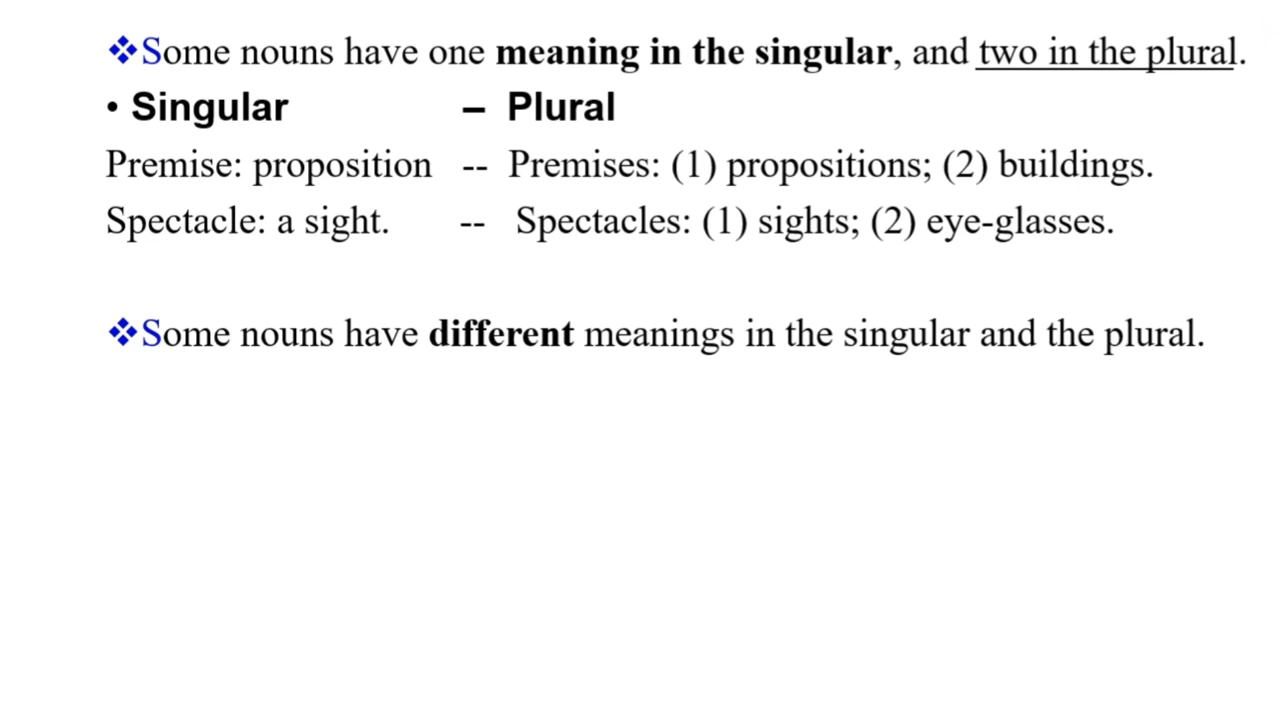 ❖Some nouns have one meaning in the singular, and two in the plural.
• Singular – Plural
Premise: proposition -- Premises: (1) propositions; (2) buildings.
Spectacle: a sight. -- Spectacles: (1) sights; (2) eye-glasses.
❖Some nouns have different meanings in the singular and the plural.